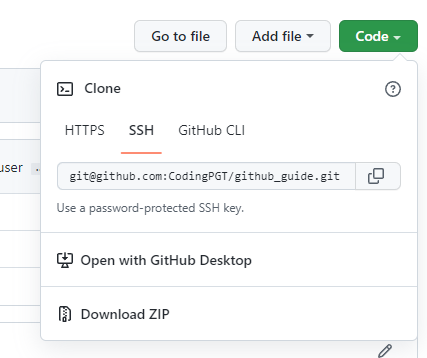 Go to file Add file Code
Clone
user
HTTPS SSH GitHub CLI
git@github.com:CodingPGT/github_guide.git
Use a password-protected SSH key.
Open with GitHub Desktop
Download ZIP